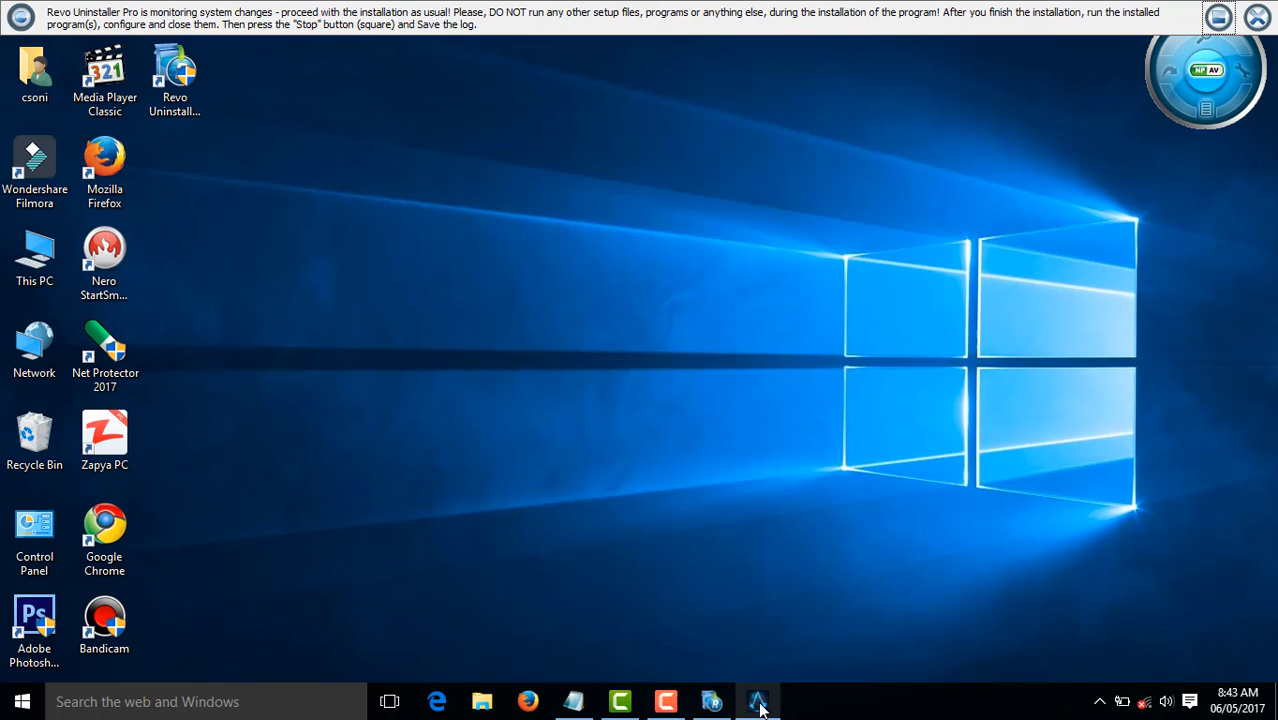 Revo Uninstaller Pro is monitoring system changes - proceed with the installation as usual! Please, DO NOT run any other setup files, programs or anything else, during the installation of the program! After you finish the installation, run the installed
program(s), configure and close them. Then press the "Stop" button (square) and Save the log.
csoni
Media Player
Classic
321
Revo
Uninstall...
NP AV
Wondershare
Filmora
Mozilla
Firefox
This PC
Nero
StartSm...
Network
Net Protector
2017
Recycle Bin
Zapya PC
Control
Panel
Google
Chrome
Ps
Adobe
Photosh...
Bandicam
Search the web and Windows
8:43 AM
06/05/2017